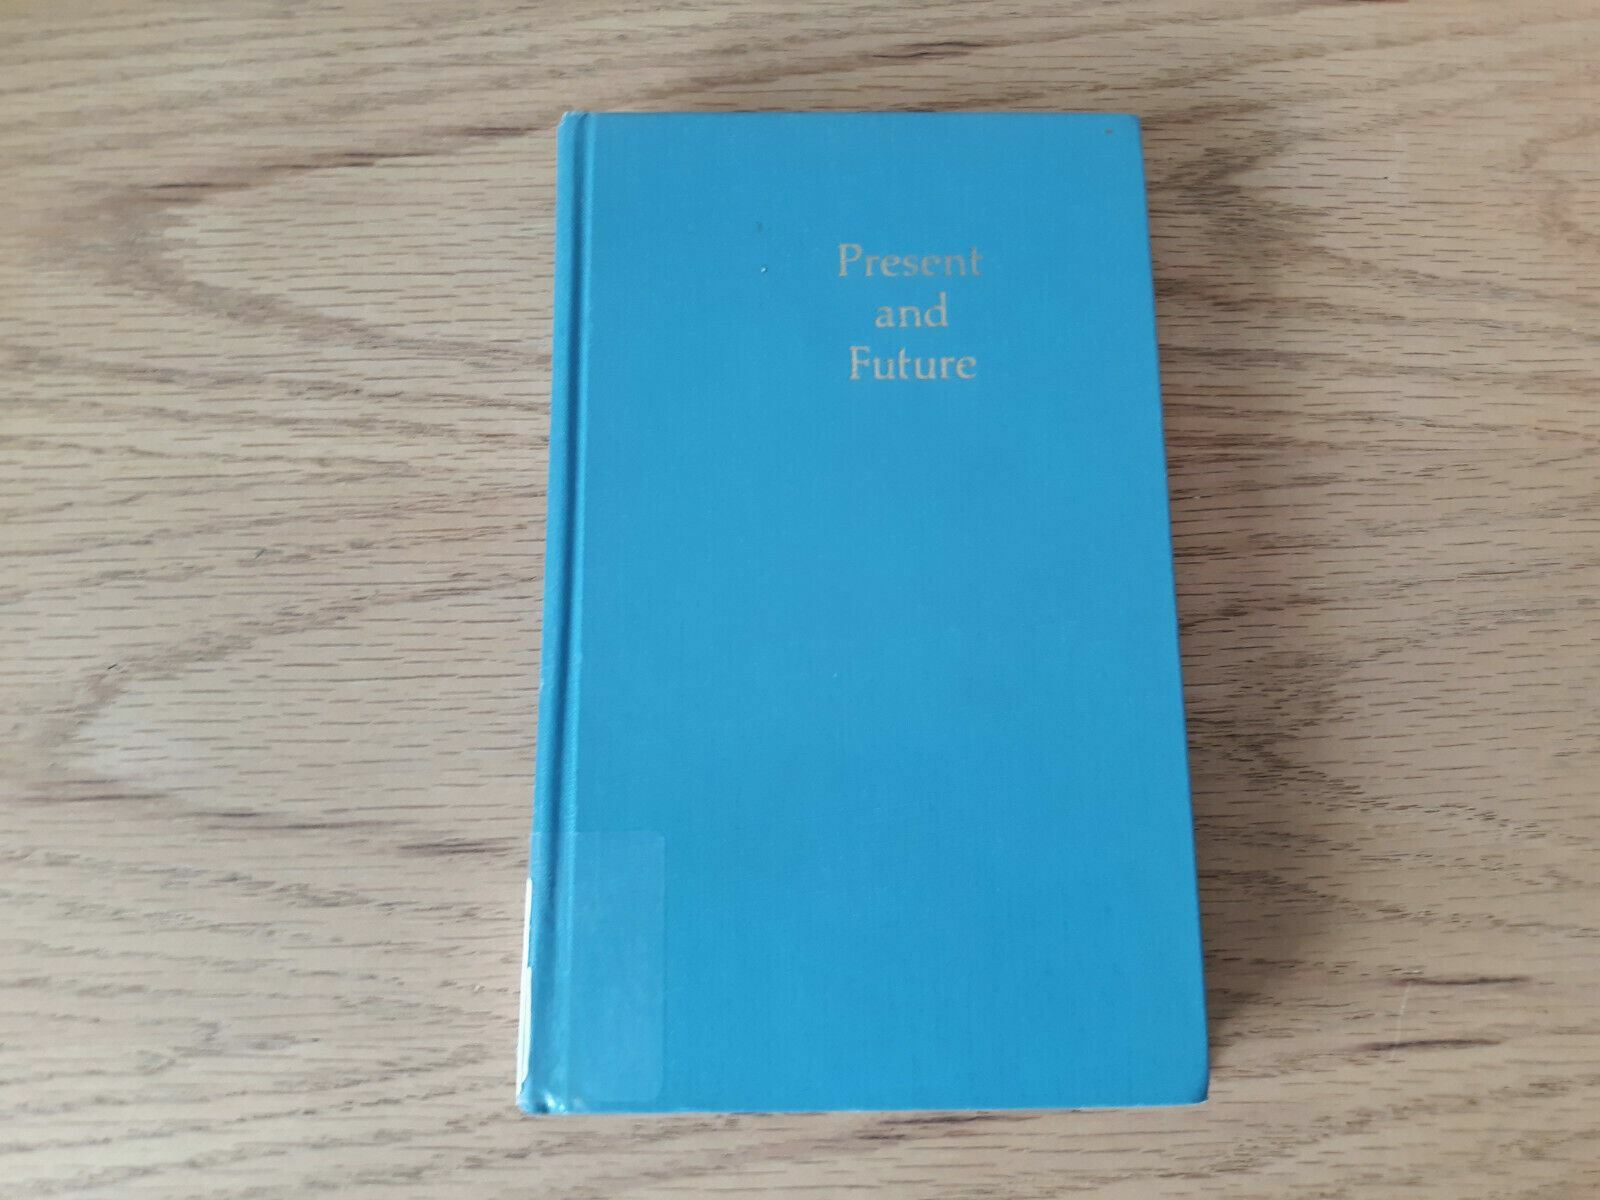 Present
and
Future